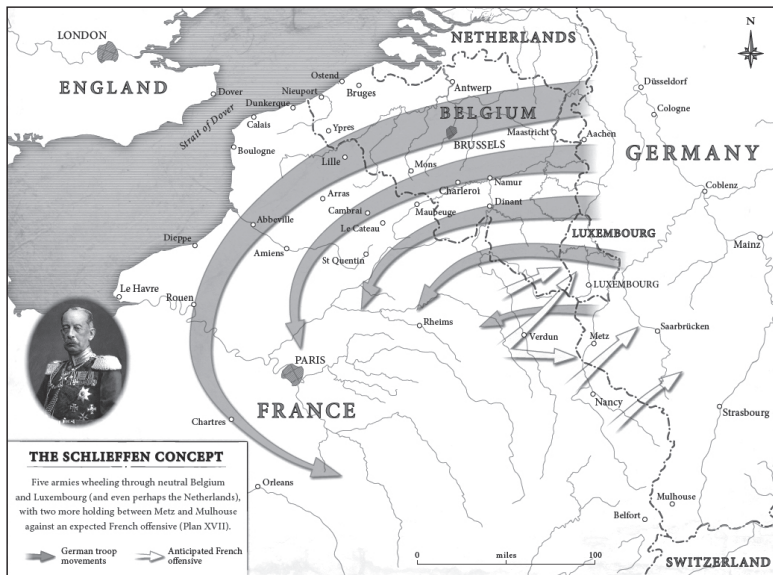 LONDON
ENGLAND
Dover
Strait of Dover
Calais
Boulogne
Dunkerque
Nieuport
Ostend
Bruges
Ypres
Lille
NETHERLANDS
Antwerp
BELGIUM
BRUSSELS
Maastricht
Aachen
Düsseldorf
Cologne
N
GERMANY
Coblenz
Mainz
Mons
Charleroi
Namur
Dinant
Arras
Cambrai
Maubeuge
Le Cateau
Abbeville
Amiens
St Quentin
Dieppe
Le Havre
Rouen
LUXEMBOURG
LUXEMBOURG
Rheims
Verdun
Metz
Saarbrücken
PARIS
FRANCE
Nancy
Strasbourg
Chartres
Orleans
Mulhouse
Belfort
SWITZERLAND
0 miles 100
THE SCHLIEFFEN CONCEPT
Five armies wheeling through neutral Belgium
and Luxembourg (and even perhaps the Netherlands),
with two more holding between Metz and Mulhouse
against an expected French offensive (Plan XVII).
German troop
movements
Anticipated French
offensive